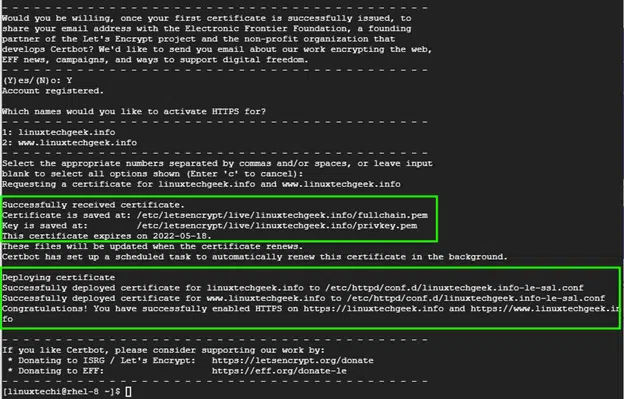 - - - - - - - - - - - - - - - - - - - - - - - - - - - - - - - - - - - - - - - -
Would you be willing, once your first certificate is successfully issued, to
share your email address with the Electronic Frontier Foundation, a founding
partner of the Let's Encrypt project and the non-profit organization that
develops Certbot? We'd like to send you email about our work encrypting the web,
EFF news, campaigns, and ways to support digital freedom.
- - - - - - - - - - - - - - - - - - - - - - - - - - - - - - - - - - - - - - - -
(Y)es/(N)o: Y
Account registered.
Which names would you like to activate HTTPS for?
- - - - - - - - - - - - - - - - - - - - - - - - - - - - - - - - - - - - - - - -
1: linuxtechgeek.info
2: www.linuxtechgeek.info
- - - - - - - - - - - - - - - - - - - - - - - - - - - - - - - - - - - - - - - -
Select the appropriate numbers separated by commas and/or spaces, or leave input
blank to select all options shown (Enter 'c' to cancel):
Requesting a certificate for linuxtechgeek.info and www.linuxtechgeek.info
Successfully received certificate.
Certificate is saved at: /etc/letsencrypt/live/linuxtechgeek.info/fullchain.pem
Key is saved at:         /etc/letsencrypt/live/linuxtechgeek.info/privkey.pem
This certificate expires on 2022-05-18.
These files will be updated when the certificate renews.
Certbot has set up a scheduled task to automatically renew this certificate in the background.
Deploying certificate
Successfully deployed certificate for linuxtechgeek.info to /etc/httpd/conf.d/linuxtechgeek.info-le-ssl.conf
Successfully deployed certificate for www.linuxtechgeek.info to /etc/httpd/conf.d/linuxtechgeek.info-le-ssl.conf
Congratulations! You have successfully enabled HTTPS on https://linuxtechgeek.info and https://www.linuxtechgeek.in
fo
- - - - - - - - - - - - - - - - - - - - - - - - - - - - - - - - - - - - - - - -
If you like Certbot, please consider supporting our work by:
 * Donating to ISRG / Let's Encrypt:   https://letsencrypt.org/donate
 * Donating to EFF:                    https://eff.org/donate-le
- - - - - - - - - - - - - - - - - - - - - - - - - - - - - - - - - - - - - - - -
[linuxtechi@rhel-8 ~]$